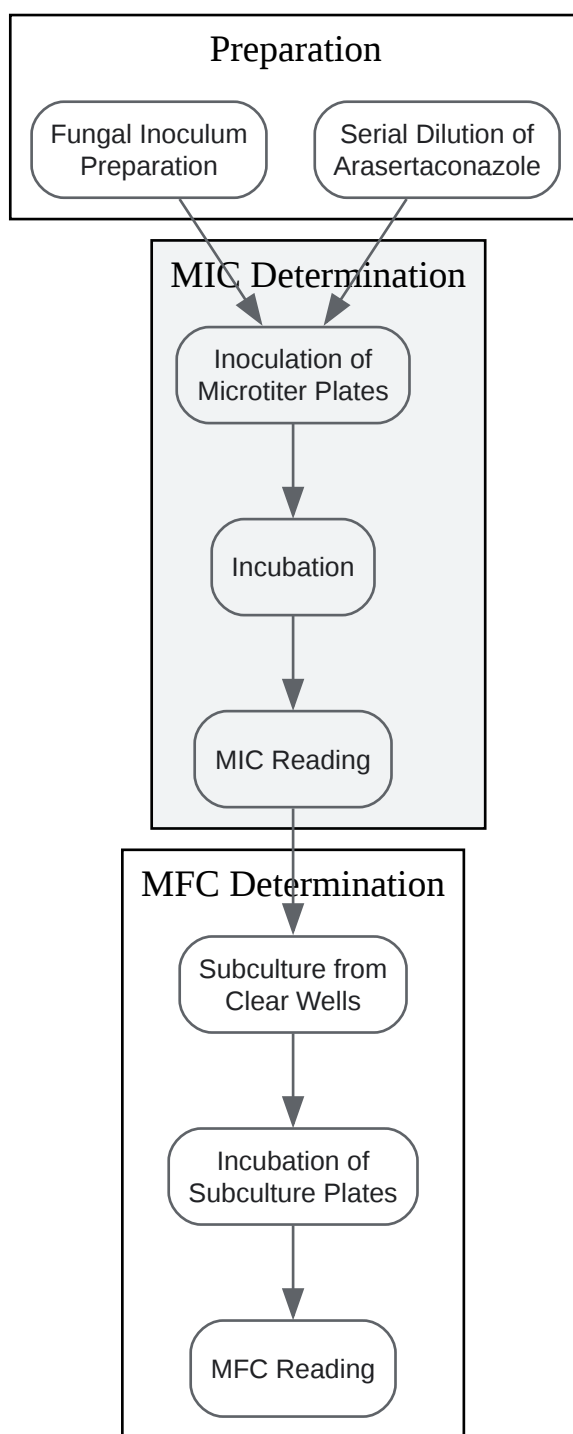 Preparation
Fungal Inoculum
Preparation
Serial Dilution of
Arasertaconazole
MIC Determination
Inoculation of
Microtiter Plates
Incubation
MIC Reading
MFC Determination
Subculture from
Clear Wells
Incubation of
Subculture Plates
MFC Reading